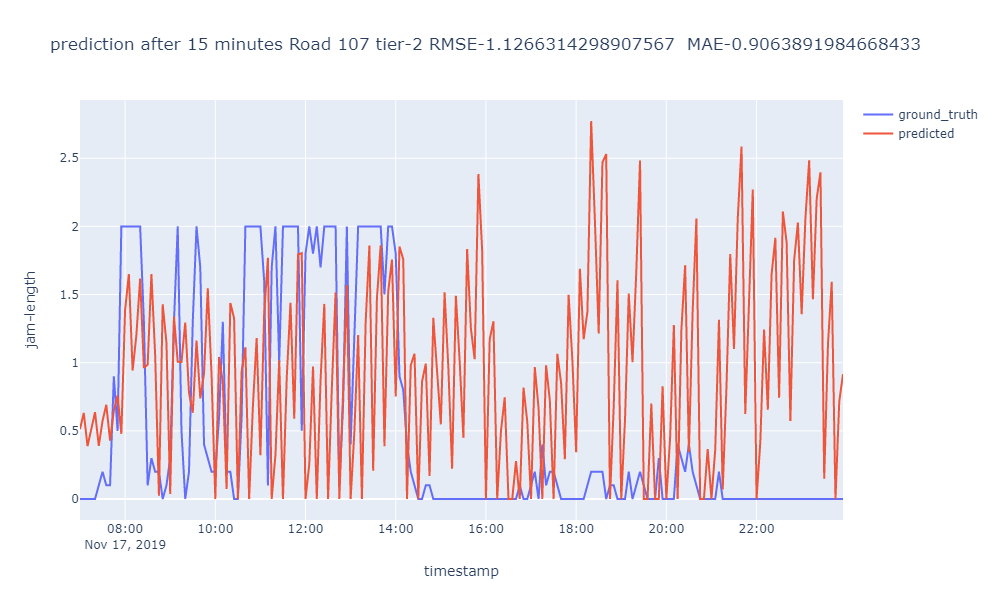 prediction after 15 minutes Road 107 tier-2 RMSE-1.1266314298907567  MAE-0.9063891984668433
ground_truth
predicted
2.5
2
1.5
1
0.5
0
jam-length
08:00
Nov 17, 2019
10:00
12:00
14:00
16:00
18:00
20:00
22:00
timestamp